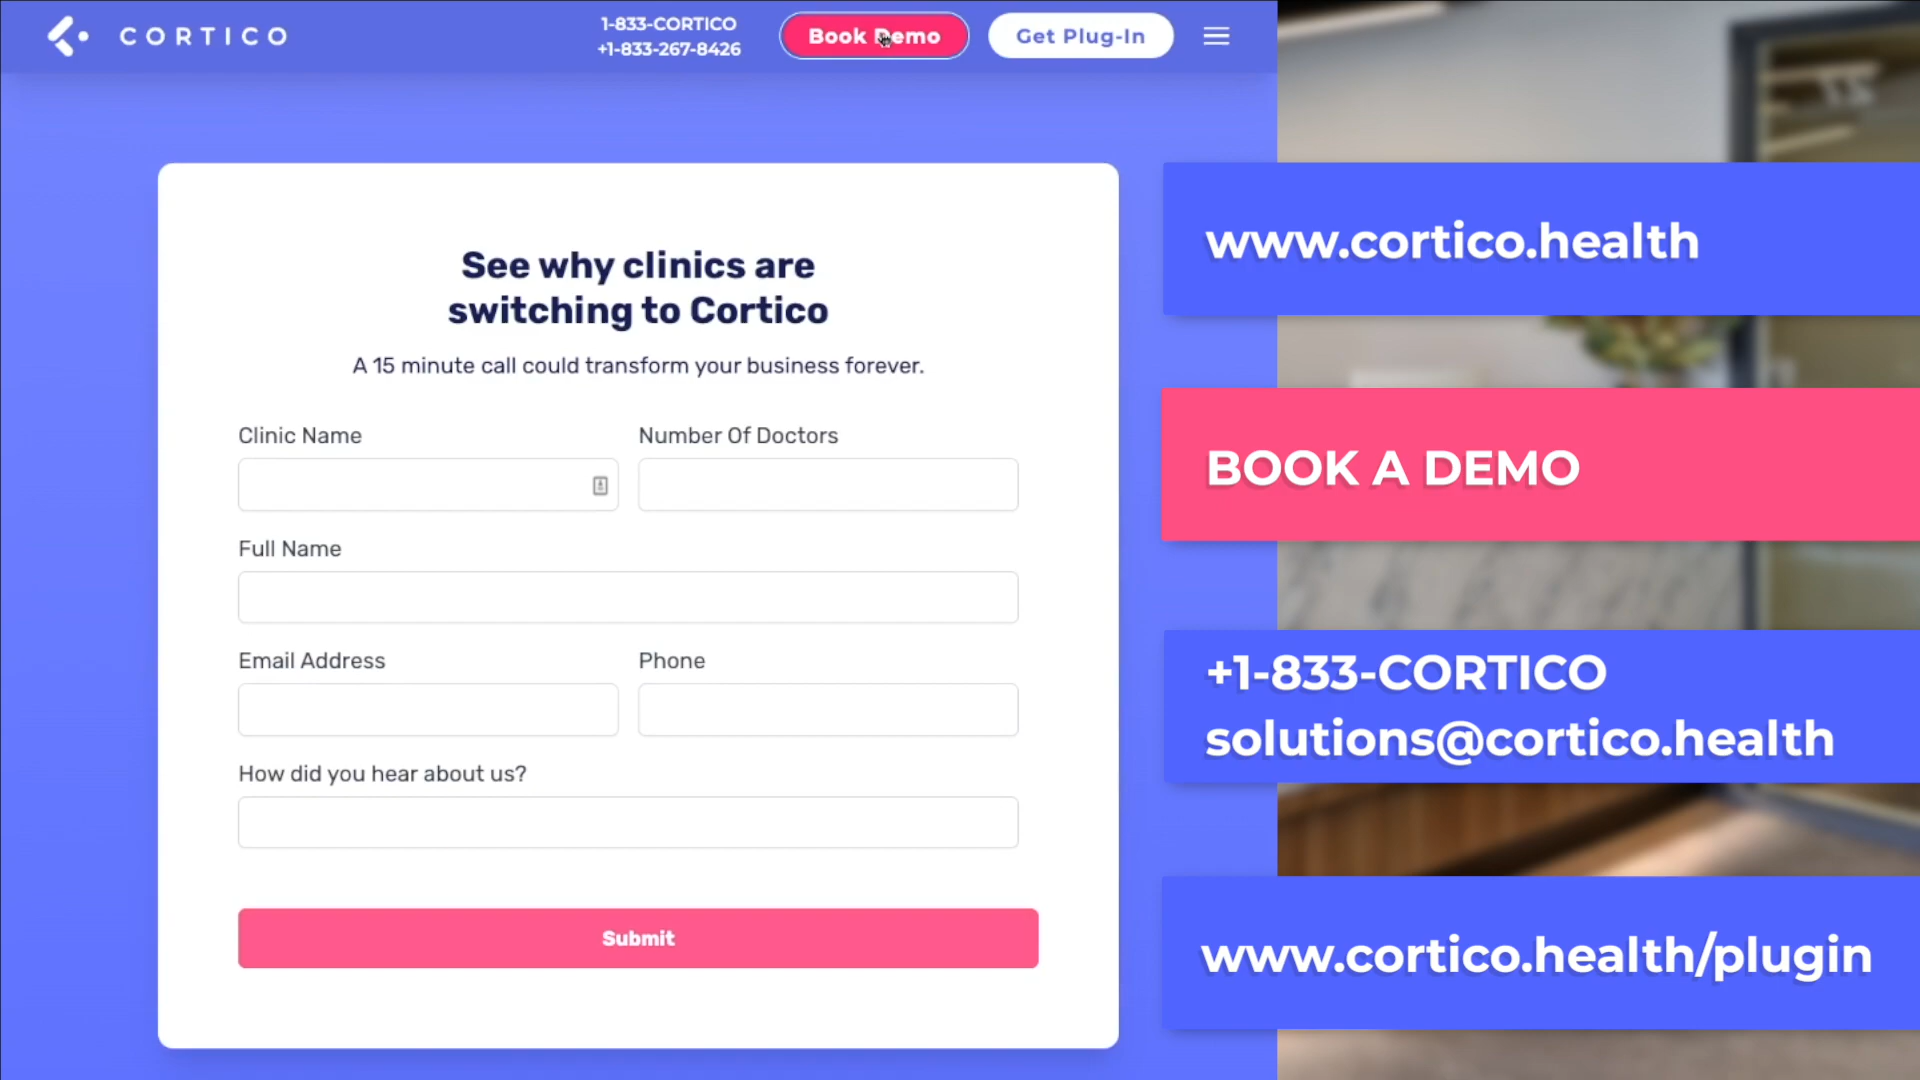 CORTICO
1-833-CORTICO
+1-833-267-8426
Book Demo
Get Plug-In
See why clinics are
switching to Cortico
A 15 minute call could transform your business forever.
Clinic Name
Number Of Doctors
Full Name
Email Address
Phone
How did you hear about us?
Submit
www.cortico.health
BOOK A DEMO
+1-833-CORTICO
solutions@cortico.health
www.cortico.health/plugin